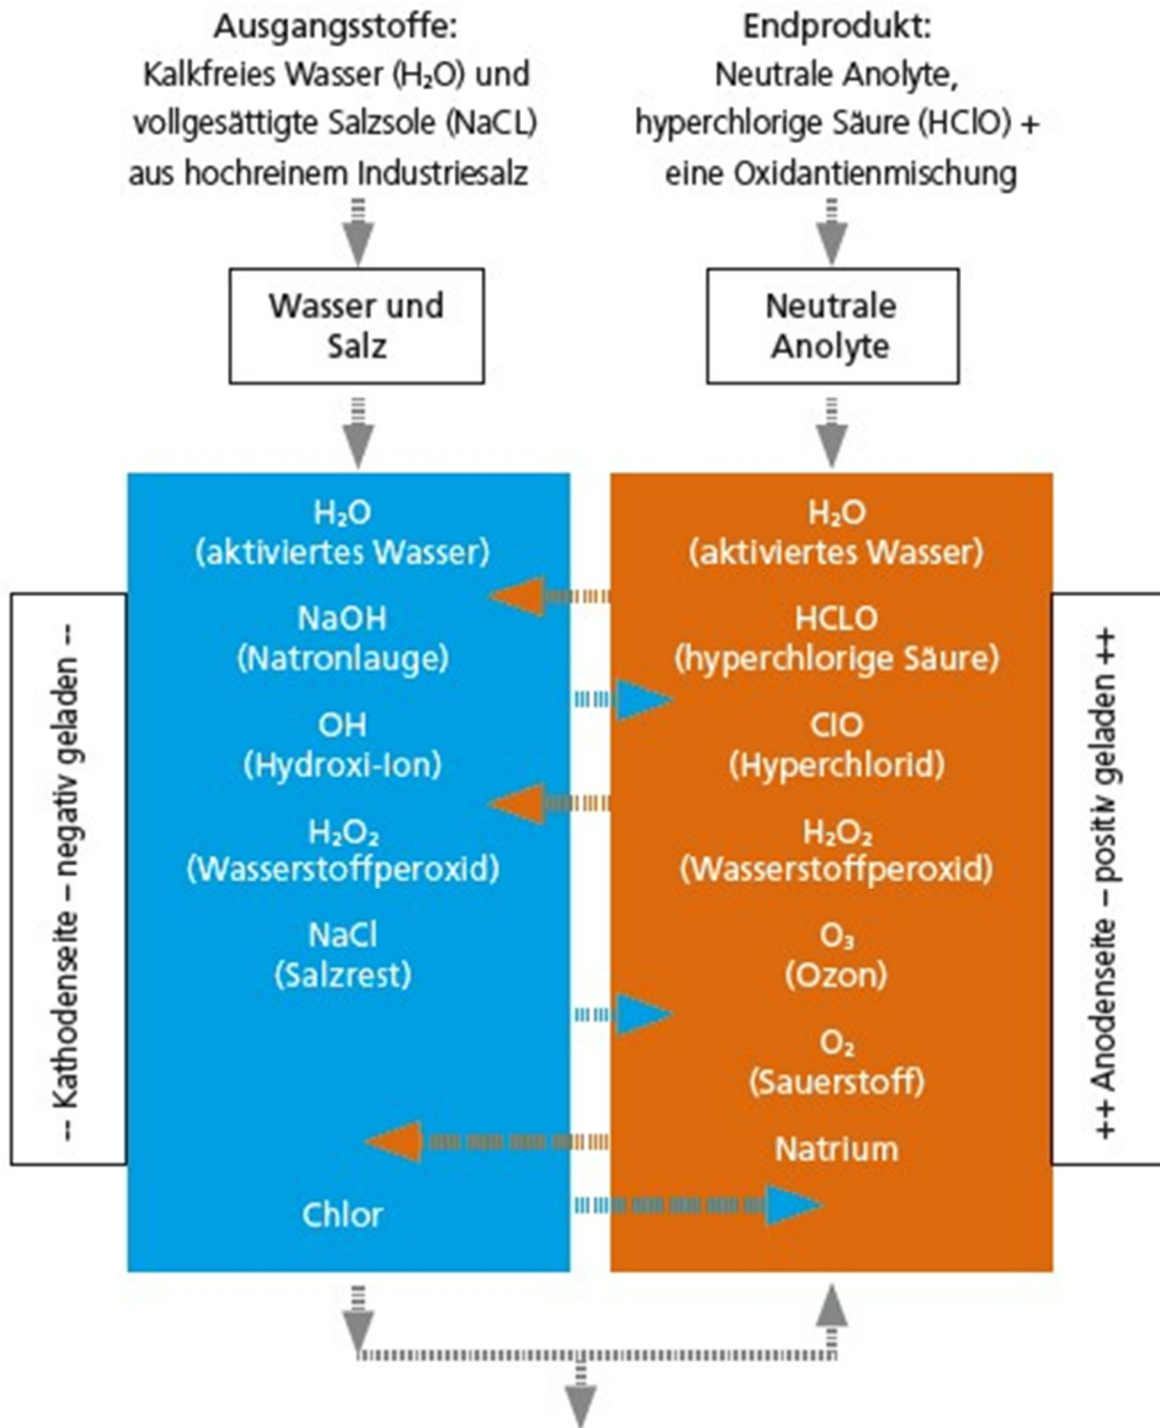 Ausgangsstoffe:
Kalkfreies Wasser (H₂O) und
vollgesättigte Salzsole (NaCL)
aus hochreinem Industriesalz
Endprodukt:
Neutrale Anolyte,
hyperchlorige Säure (HClO) +
eine Oxidantienmischung
Wasser und
Salz
Neutrale
Anolyte
-- Kathodenseite – negativ geladen --
H₂O
(aktiviertes Wasser)
NaOH
(Natronlauge)
OH
(Hydroxi-Ion)
H₂O₂
(Wasserstoffperoxid)
NaCl
(Salzrest)
Chlor
H₂O
(aktiviertes Wasser)
HCLO
(hyperchlorige Säure)
ClO
(Hyperchlorid)
H₂O₂
(Wasserstoffperoxid)
O₃
(Ozon)
O₂
(Sauerstoff)
Natrium
++ Anodenseite – positiv geladen ++